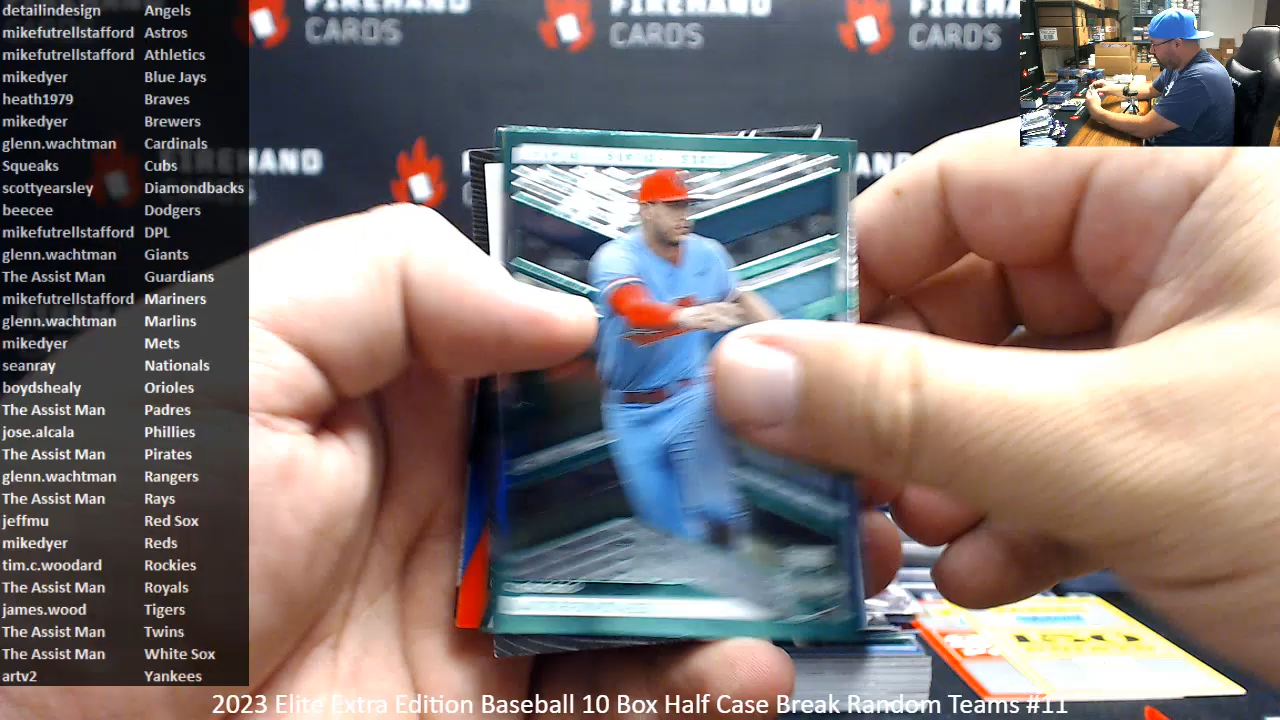 detailindesign Angels
mikefutrellstafford Astros
mikefutrellstafford Athletics
mikedyer Blue Jays
heath1979 Braves
mikedyer Brewers
glenn.wachtman Cardinals
Squeaks Cubs
scottyearsley Diamondbacks
beecee Dodgers
mikefutrellstafford DPL
glenn.wachtman Giants
The Assist Man Guardians
mikefutrellstafford Mariners
glenn.wachtman Marlins
mikedyer Mets
seanray Nationals
boydshealy Orioles
The Assist Man Padres
jose.alcala Phillies
The Assist Man Pirates
glenn.wachtman Rangers
The Assist Man Rays
jeffmu Red Sox
mikedyer Reds
tim.c.woodard Rockies
The Assist Man Royals
james.wood Tigers
The Assist Man Twins
The Assist Man White Sox
artv2 Yankees
FIREHAND
CARDS
FIREHAND
CARDS
FIREHAND
CARDS
FIREHAND
2023 Elite Extra Edition Baseball 10 Box Half Case Break Random Teams #11